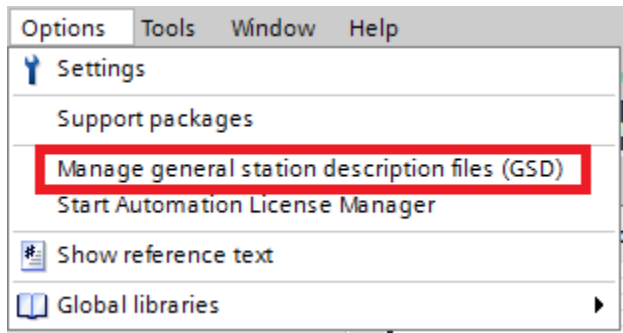 Options Tools Window Help
Settings
Support packages
Manage general station description files (GSD)
Start Automation License Manager
Show reference text
Global libraries